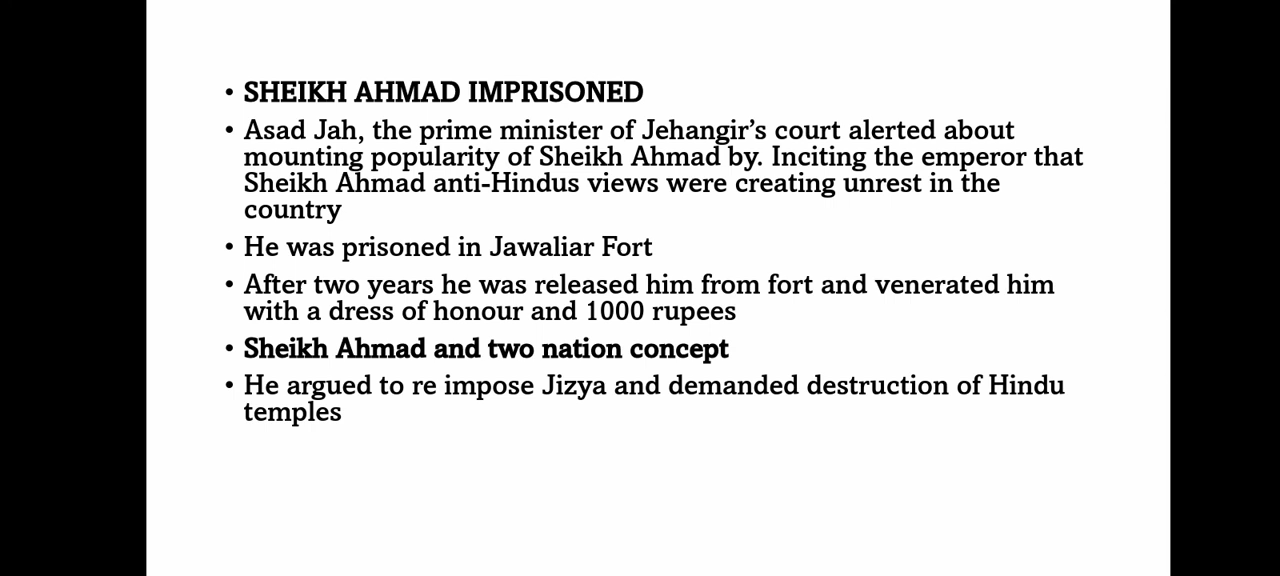 • SHEIKH AHMAD IMPRISONED
• Asad Jah, the prime minister of Jehangir’s court alerted about
mounting popularity of Sheikh Ahmad by. Inciting the emperor that
Sheikh Ahmad anti-Hindus views were creating unrest in the
country
• He was prisoned in Jawaliar Fort
• After two years he was released him from fort and venerated him
with a dress of honour and 1000 rupees
• Sheikh Ahmad and two nation concept
• He argued to re impose Jizya and demanded destruction of Hindu
temples